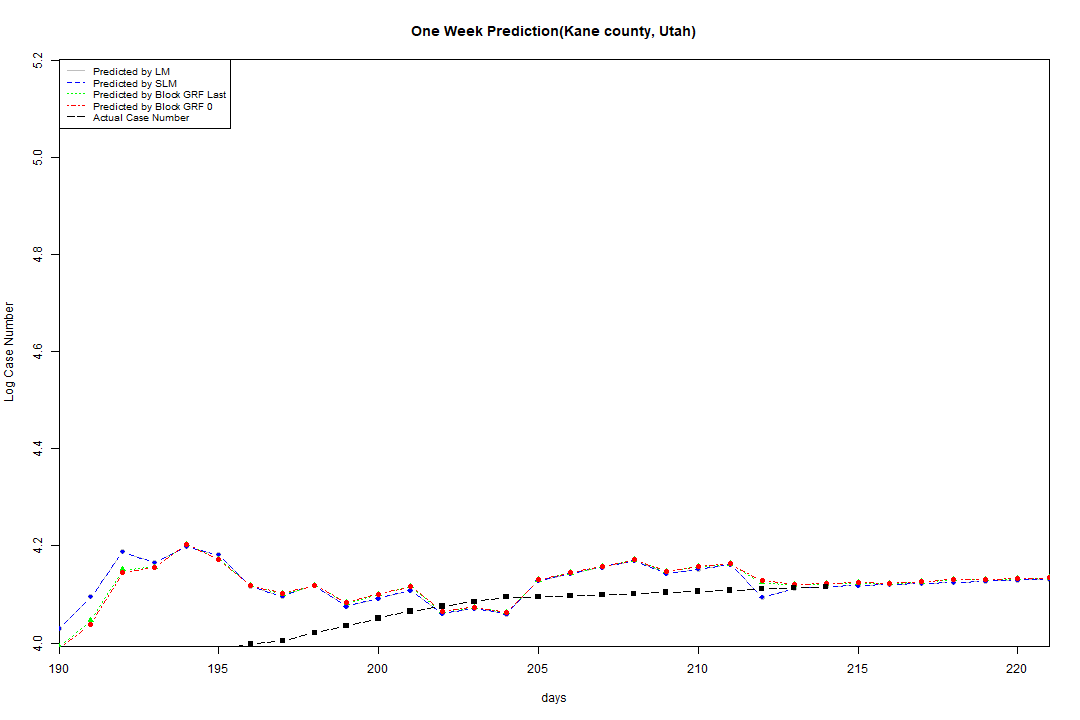 One Week Prediction(Kane county, Utah)
5.2
5.0
4.8
4.6
4.4
4.2
4.0
Log Case Number
Predicted by LM
Predicted by SLM
Predicted by Block GRF Last
Predicted by Block GRF 0
Actual Case Number
190 195 200 205 210 215 220
days